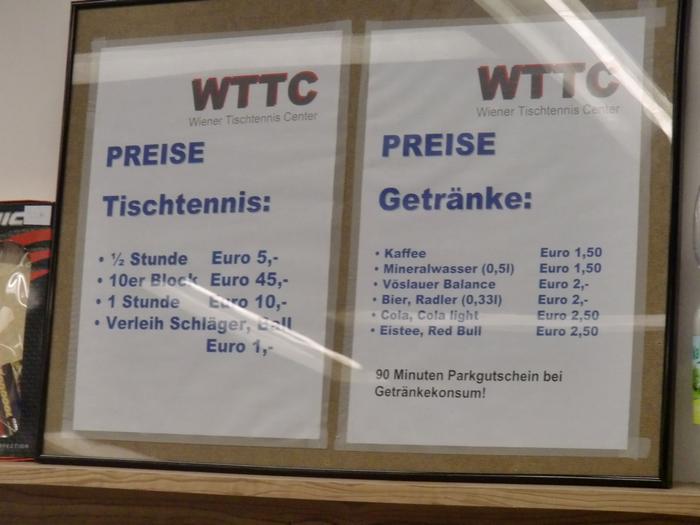 WTTC
Wiener Tischtennis Center
PREISE
Tischtennis:
• ½ Stunde Euro 5,-
• 10er Block Euro 45,-
• 1 Stunde Euro 10,-
• Verleih Schläger, Ball
Euro 1,-
WTTC
Wiener Tischtennis Center
PREISE
Getränke:
• Kaffee Euro 1,50
• Mineralwasser (0,5l) Euro 1,50
• Vöslauer Balance Euro 2,-
• Bier, Radler (0,33l) Euro 2,-
• Cola, Cola light Euro 2,50
• Eistee, Red Bull Euro 2,50
90 Minuten Parkgutschein bei
Getränkekonsum!